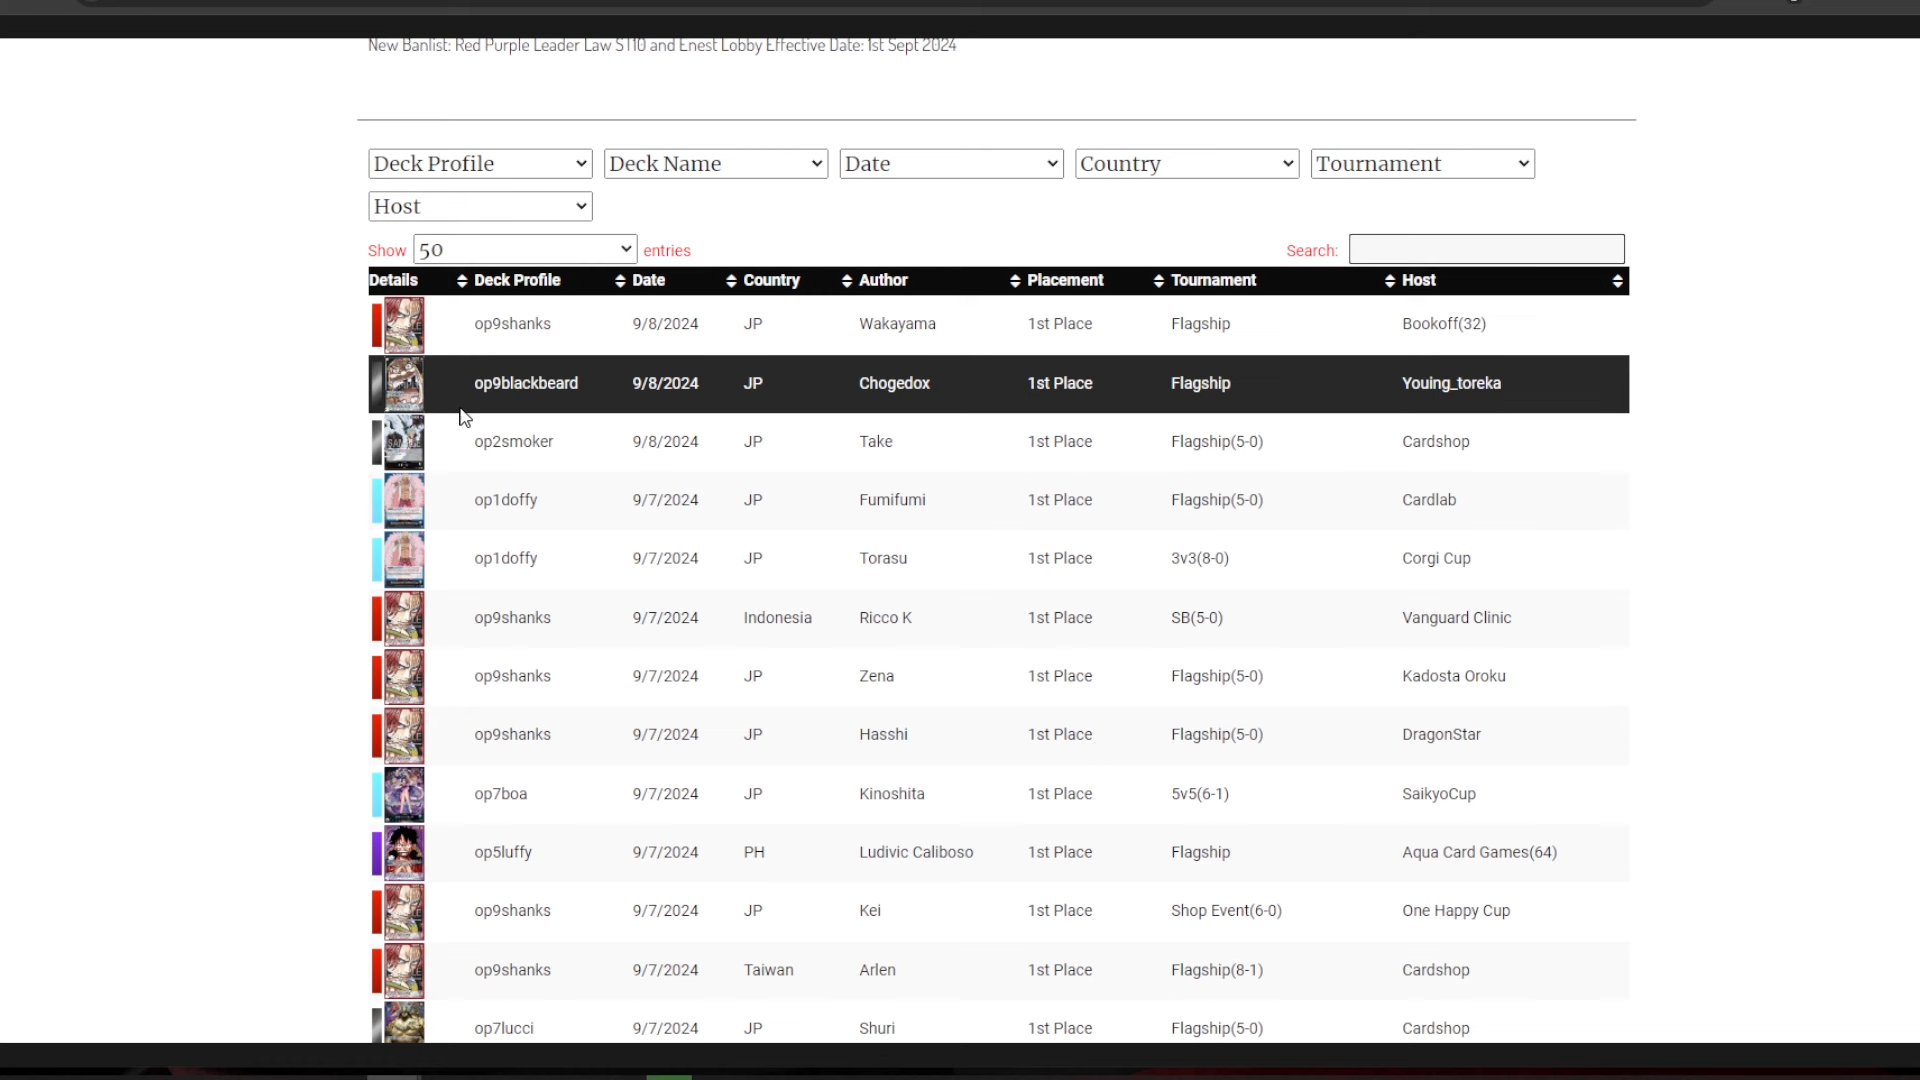 New Banlist: Red Purple Leader Law ST10 and Enest Lobby Effective Date: 1st Sept 2024
Deck Profile Deck Name Date Country Tournament
Host
Show 50 entries Search:
Details Deck Profile Date Country Author Placement Tournament Host
op9shanks 9/8/2024 JP Wakayama 1st Place Flagship Bookoff(32)
op9blackbeard 9/8/2024 JP Chogedox 1st Place Flagship Youing_toreka
op2smoker 9/8/2024 JP Take 1st Place Flagship(5-0) Cardshop
op1doffy 9/7/2024 JP Fumifumi 1st Place Flagship(5-0) Cardlab
op1doffy 9/7/2024 JP Torasu 1st Place 3v3(8-0) Corgi Cup
op9shanks 9/7/2024 Indonesia Ricco K 1st Place SB(5-0) Vanguard Clinic
op9shanks 9/7/2024 JP Zena 1st Place Flagship(5-0) Kadosta Oroku
op9shanks 9/7/2024 JP Hasshi 1st Place Flagship(5-0) DragonStar
op7boa 9/7/2024 JP Kinoshita 1st Place 5v5(6-1) SaikyoCup
op5luffy 9/7/2024 PH Ludivic Caliboso 1st Place Flagship Aqua Card Games(64)
op9shanks 9/7/2024 JP Kei 1st Place Shop Event(6-0) One Happy Cup
op9shanks 9/7/2024 Taiwan Arlen 1st Place Flagship(8-1) Cardshop
op7lucci 9/7/2024 JP Shuri 1st Place Flagship(5-0) Cardshop